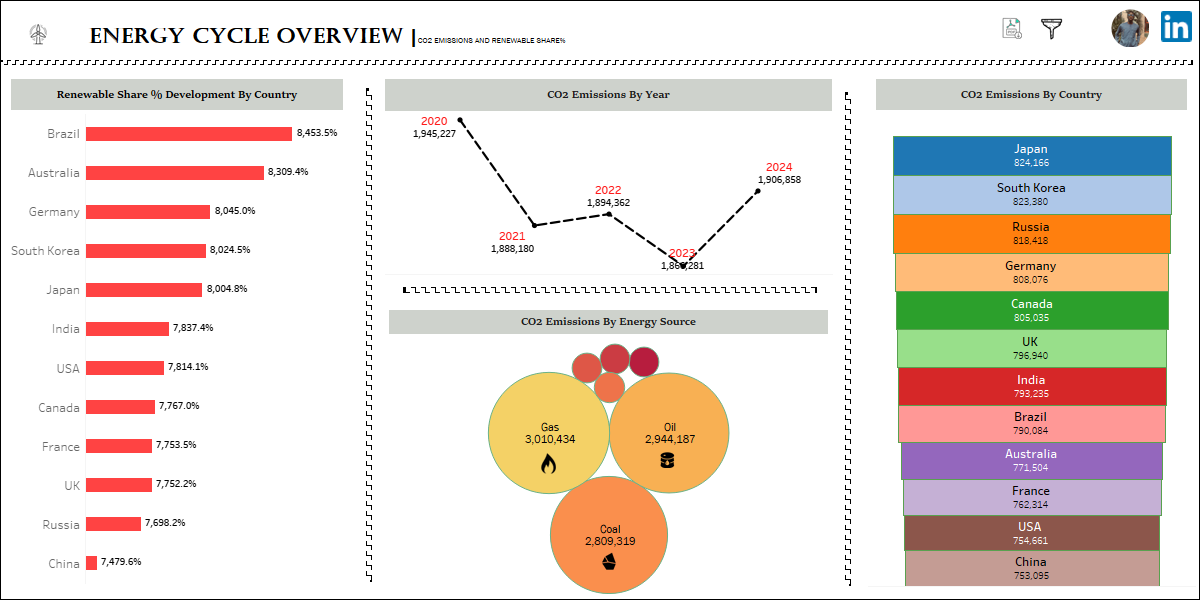 ENERGY CYCLE OVERVIEW | CO2 EMISSIONS AND RENEWABLE SHARE%
in
Renewable Share % Development By Country
Brazil 8,453.5%
Australia 8,309.4%
Germany 8,045.0%
South Korea 8,024.5%
Japan 8,004.8%
India 7,837.4%
USA 7,814.1%
Canada 7,767.0%
France 7,753.5%
UK 7,752.2%
Russia 7,698.2%
China 7,479.6%
CO2 Emissions By Year
2020
1,945,227
2021
1,888,180
2022
1,894,362
2023
2024
1,906,858
CO2 Emissions By Energy Source
Gas
3,010,434
Oil
2,944,187
Coal
2,809,319
CO2 Emissions By Country
Japan
824,166
South Korea
823,380
Russia
818,418
Germany
808,076
Canada
805,035
UK
796,940
India
793,235
Brazil
790,084
Australia
771,504
France
762,314
USA
754,661
China
753,095